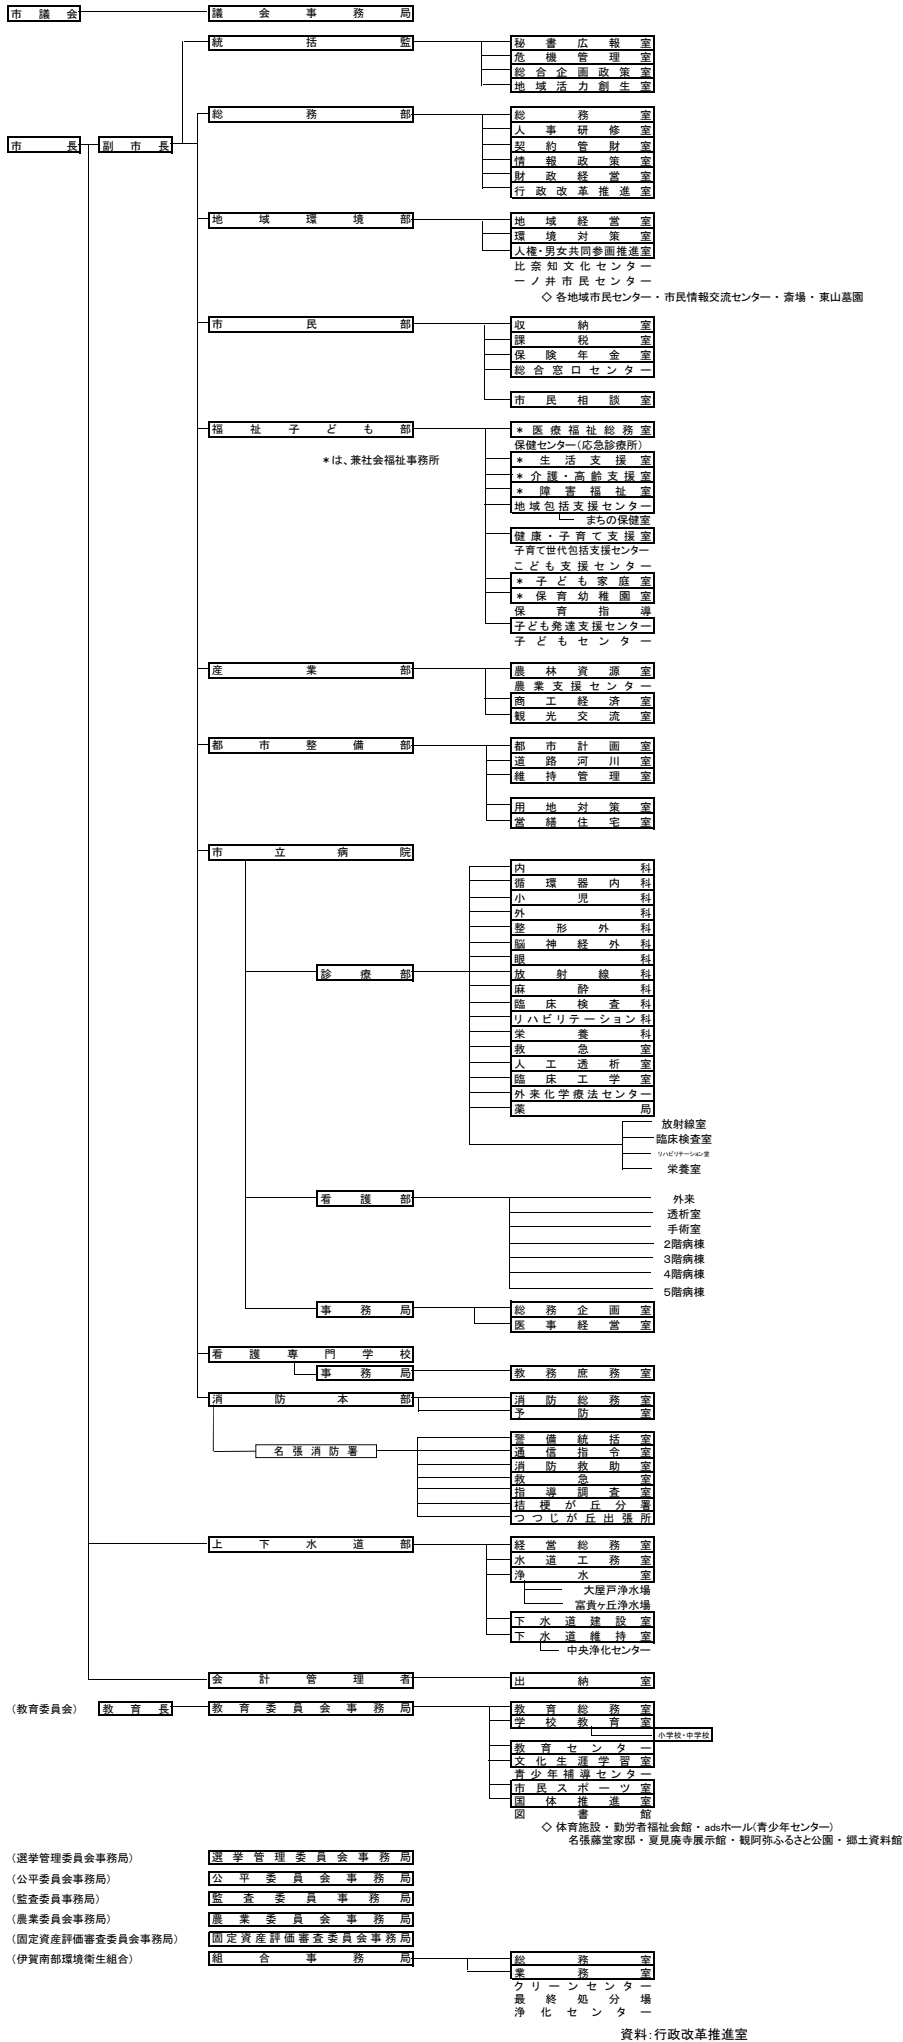 市議会 議会事務局
統括監 秘書広報室
危機管理室
総合企画政策室
地域活力創生室
総務部 総務室
人事研修室
市長 副市長 契約管財室
情報政策室
財政経営室
行政改革推進室
地域環境部 地域経営室
環境対策室
人権・男女共同参画推進室
比奈知文化センター
一ノ井市民センター
◇ 各地域市民センター ・ 市民情報交流センター ・ 斎場 ・ 東山墓園
市民部 収納室
課税室
保険年金室
総合窓口センター
市民相談室
福祉子ども部 *医療福祉総務室
保健センター(応急診療所)
*は、兼社会福祉事務所 *生活支援室
*介護・高齢支援室
*障害福祉室
地域包括支援センター
まちの保健室
健康・子育て支援室
子育て世代包括支援センター
こども支援センター
*子ども家庭室
*保育幼稚園室
保育指導
子ども発達支援センター
子どもセンター
産業部 農林資源室
農業支援センター
商工経済室
観光交流室
都市整備部 都市計画室
道路河川室
維持管理室
用地対策室
営繕住宅室
市立病院
内科
循環器内科
小児科
外科
整形外科
脳神経外科
眼科
診療部 放射線科
麻酔科
臨床検査科
リハビリテーション科
栄養科
救急室
人工透析室
臨床工学室
外来化学療法センター
薬局
放射線室
臨床検査室
リハビリテーション室
栄養室
看護部 外来
透析室
手術室
2階病棟
3階病棟
4階病棟
5階病棟
事務局 総務企画室
医事経営室
看護専門学校
事務局 教務庶務室
消防本部 消防総務室
予防室
警備統括室
名張消防署 通信指令室
消防救助室
救急室
指導調査室
桔梗が丘分署
つつじが丘出張所
上下水道部 経営総務室
水道工務室
浄水室
大屋戸浄水場
富貴ヶ丘浄水場
下水道建設室
下水道維持室
中央浄化センター
会計管理者 出納室
(教育委員会) 教育長 教育委員会事務局 教育総務室
学校教育室
小学校・中学校
教育センター
文化生涯学習室
青少年補導センター
市民スポーツ室
国体推進室
図書館
◇ 体育施設 ・ 勤労者福祉会館 ・ adsホール(青少年センター)
名張藤堂家邸 ・ 夏見廃寺展示館 ・ 観阿弥ふるさと公園 ・ 郷土資料館
(選挙管理委員会事務局) 選挙管理委員会事務局
(公平委員会事務局) 公平委員会事務局
(監査委員事務局) 監査委員事務局
(農業委員会事務局) 農業委員会事務局
(固定資産評価審査委員会事務局) 固定資産評価審査委員会事務局
(伊賀南部環境衛生組合) 組合事務局 総務室
業務室
クリーンセンター
最終処分場
浄化センター
資料:行政改革推進室